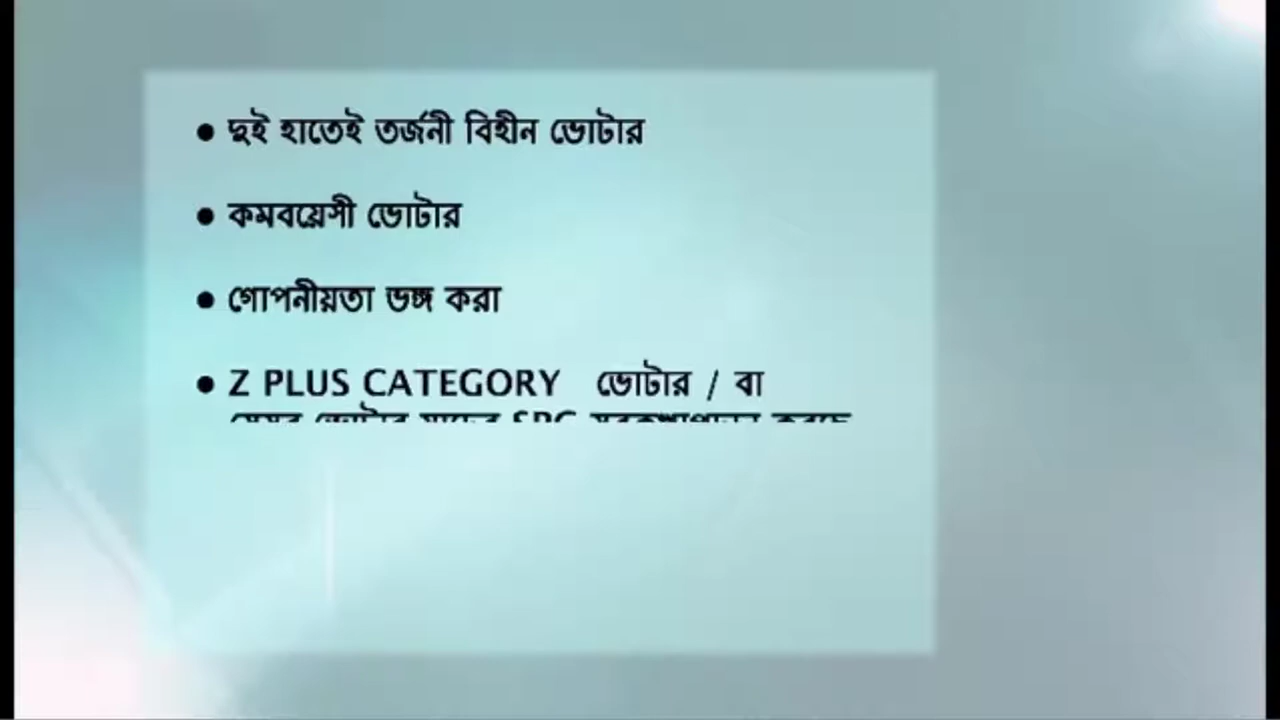 ● দুই হাতেই তর্জনী বিহীন ভোটার
● কমবয়েসী ভোটার
● গোপনীয়তা ভঙ্গ করা
● Z PLUS CATEGORY ভোটার / বা